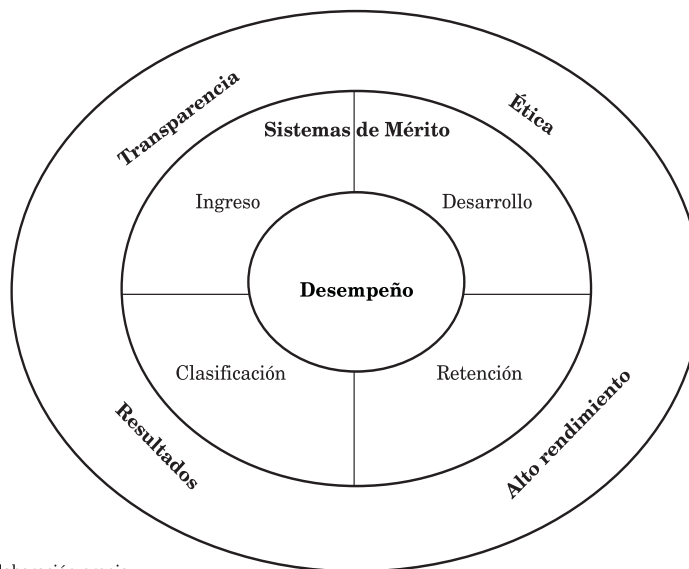 Transparencia
Ética
Sistemas de Mérito
Ingreso
Desarrollo
Desempeño
Clasificación
Retención
Resultados
Alto rendimiento